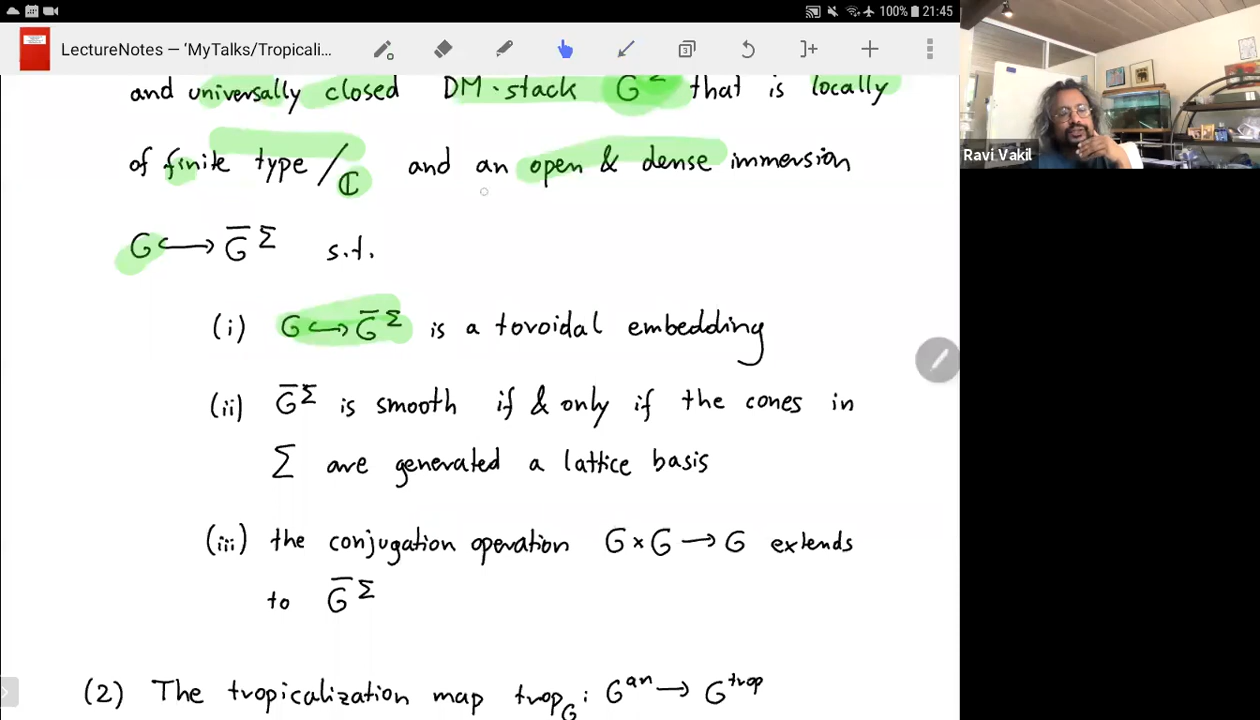 100% 21:45
LectureNotes – ‘MyTalks/Tropicali...
and universally closed DM-stack G^Σ that is locally
of finite type /ℂ and an open & dense immersion
Ravi Vakil
G ↪ G̅^Σ s.t.
(i) G ↪ G̅^Σ is a toroidal embedding
(ii) G̅^Σ is smooth if & only if the cones in
Σ are generated a lattice basis
(iii) the conjugation operation G × G → G extends
to G̅^Σ
(2) The tropicalization map trop_G : G^an → G^trop